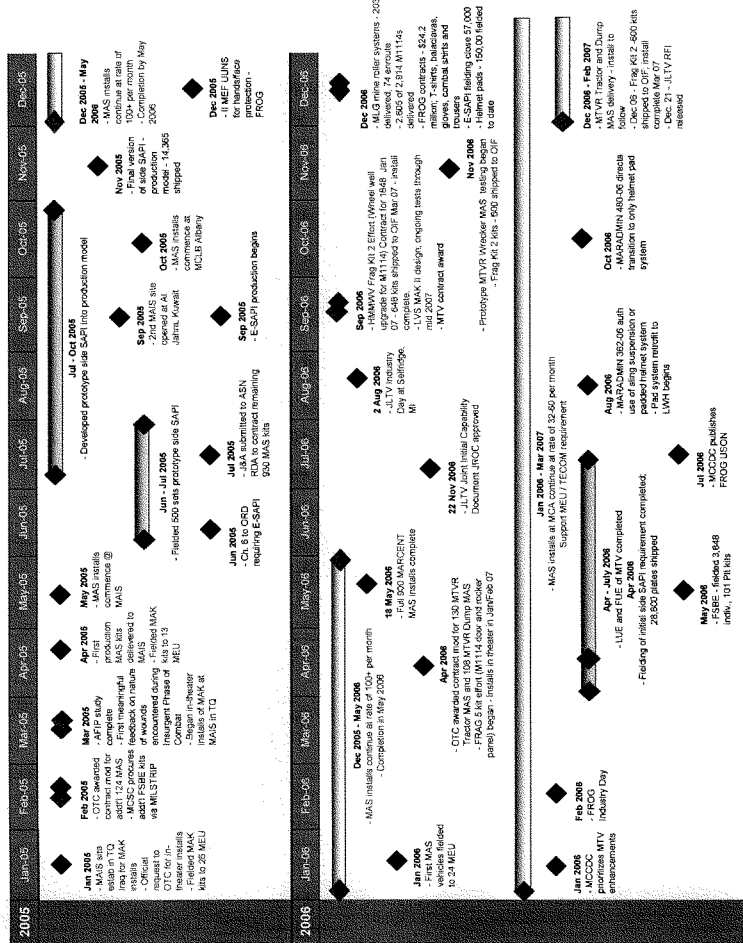 2005
Jan-05
Feb-05
Mar-05
Apr-05
May-05
Jun-05
Jul-05
Aug-05
Sep-05
Oct-05
Nov-05
Dec-05
Jan 2005
- MAIS site
estab in TQ
Iraq for MAK
installs
- Official
request to
OTC for in-
theater installs
- Fielded MAK
kits to 26 MEU
Feb 2005
- OTC awarded
contract mod for
addt'l 124 MAS
- MCSC procures
addt'l FSBE kits
via MILSTRIP
Mar 2005
- AFIP study
complete
- First meaningful
feedback on nature
of wounds
encountered during
Insurgent Phase of
Combat
- Began in-theater
installs of MAK at
MAIS in TQ
Apr 2005
- First
production
MAS kits
delivered to
MAIS
- Fielded MAK
kits to 13
MEU
May 2005
- MAS installs
commence @
MAIS
Jun 2005
- Ch. 6 to ORD
requiring E-SAPI
Jun - Jul 2005
- Fielded 500 sets prototype side SAPI
Jul 2005
- J&A submitted to ASN
RDA to contract remaining
930 MAS kits
Jul - Oct 2005
- Developed prototype side SAPI into production model
Sep 2005
- 2nd MAIS site
opened at Al
Jahra, Kuwait
Sep 2005
- E-SAPI production begins
Oct 2005
- MAS installs
commence at
MCLB Albany
Nov 2005
- Final version
of side SAPI -
production
model - 14,365
shipped
Dec 2005 - May
2006
- MAS installs
continue at rate of
100+ per month
- Completion by May
2006
Dec 2005
- II MEF UUNS
for hands/face
protection -
FROG
2006
Jan-06
Feb-06
Mar-06
Apr-06
May-06
Jun-06
Jul-06
Aug-06
Sep-06
Oct-06
Nov-06
Dec-06
Dec 2005 - May 2006
- MAS installs continue at rate of 100+ per month
- Completion in May 2006
Jan 2006
- First MAS
vehicles fielded
to 24 MEU
Apr 2006
- OTC awarded contract mod for 130 MTVR
Tractor MAS and 108 MTVR Dump MAS
- FRAG 5 kit effort (M1114 door and rocker
panel) began - Installs in theater in Jan/Feb 07
18 May 2006
- Full 900 MARCENT
MAS installs complete
22 Nov 2006
- JLTV Joint Initial Capability
Document JROC approved
2 Aug 2006
- JLTV Industry
Day at Selfridge,
MI
Sep 2006
- HMMWV Frag Kit 2 Effort (Wheel well
upgrade for M1114) Contract for 1848 Jan
07 - 648 kits shipped to OIF Mar 07 - install
complete.
- LVS MAK II design, ongoing tests through
mid 2007
- MTV contract award
Nov 2006
- Prototype MTVR Wrecker MAS testing began
- Frag Kit 2 kits - 600 shipped to OIF
Dec 2006
- MLG mine roller systems - 203
delivered, 74 enroute
- 2,605 of 2,814 M1114s
delivered
- FROG contracts - $24.2
million; T-shirts, balaclavas,
gloves, combat shirts and
trousers
- E-SAPI fielding close 57,000
- Helmet pads - 150,00 fielded
to date
Jan 2006 - Mar 2007
- MAS installs at MCA continue at rate of 32-60 per month
Support MEU / TECOM requirement
Jan 2006
- MCCDC
prioritizes MTV
enhancements
Feb 2006
- FROG
Industry Day
Apr - July 2006
- LUE and FUE of MTV completed
Apr 2006
- Fielding of initial side SAPI requirement completed;
28,600 plates shipped
May 2006
- FSBE - fielded 3,848
indiv, 101 Plt kits
Jul 2006
- MCCDC publishes
FROG USON
Aug 2006
- MARADMIN 362-06 auth
use of sling suspension or
padded helmet system
- Pad system retrofit to
LWH begins
Oct 2006
- MARADMIN 480-06 directs
transition to only helmet pad
system
Dec 2006 - Feb 2007
- MTVR Tractor and Dump
MAS delivery - install to
follow
- Dec 06 - Frag Kit 2 -600 kits
shipped to OIF; install
complete Mar 07
- Dec. 21 - JLTV RFI
released